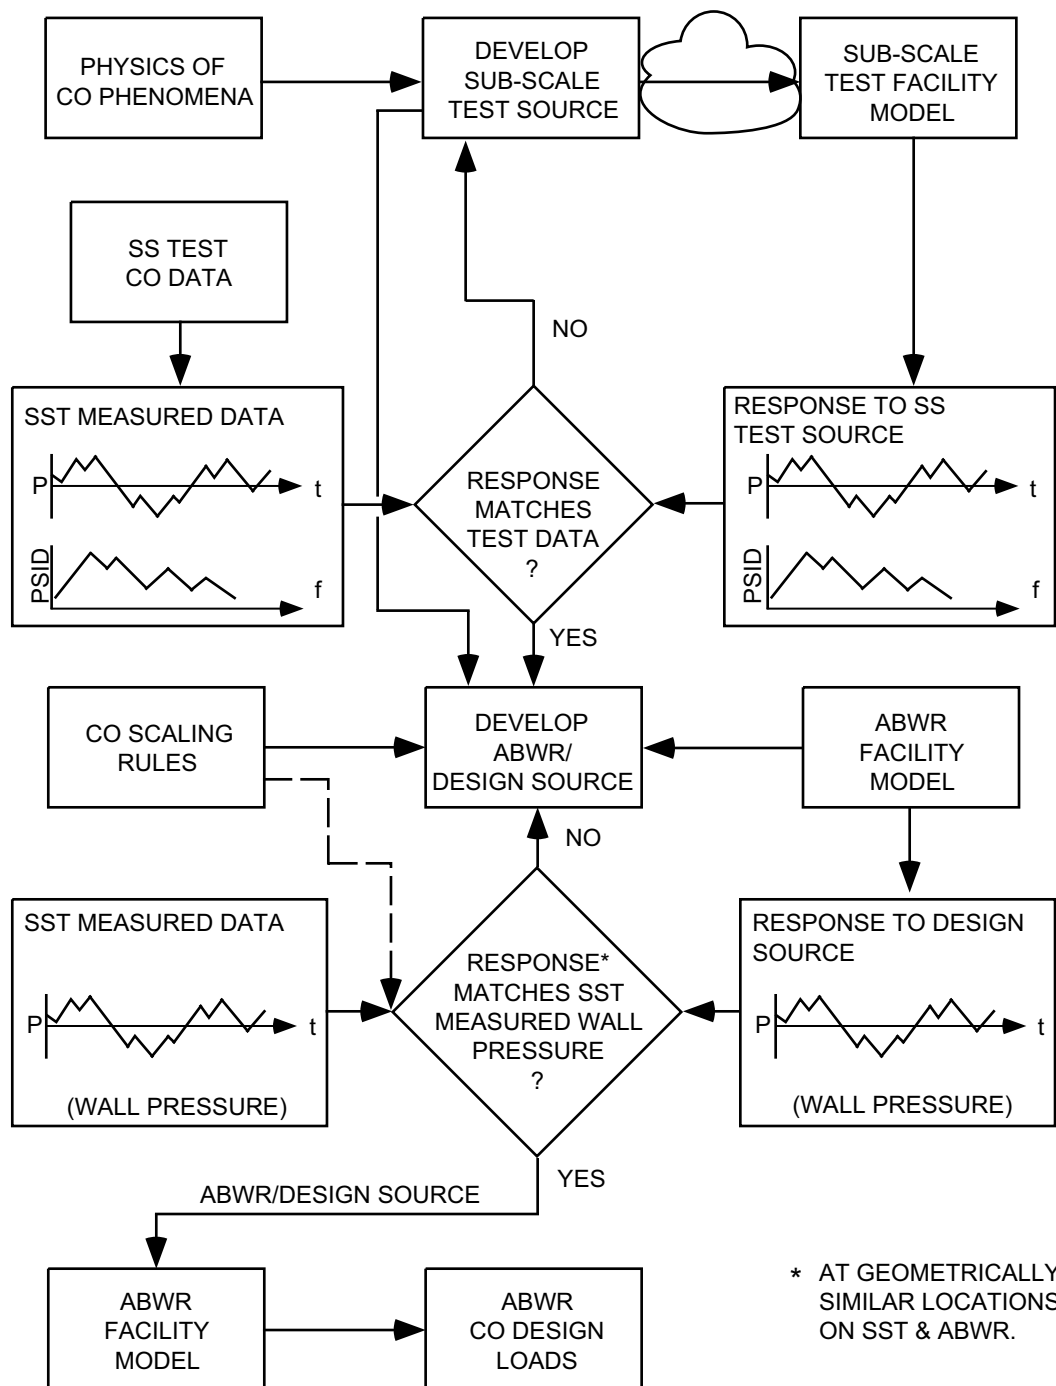 PHYSICS OF
CO PHENOMENA
DEVELOP
SUB-SCALE
TEST SOURCE
SUB-SCALE
TEST FACILITY
MODEL
SS TEST
CO DATA
NO
SST MEASURED DATA
P
t
PSID
f
RESPONSE
MATCHES
TEST DATA
?
RESPONSE TO SS
TEST SOURCE
P
t
PSID
f
YES
CO SCALING
RULES
DEVELOP
ABWR/
DESIGN SOURCE
ABWR
FACILITY
MODEL
NO
SST MEASURED DATA
P
t
(WALL PRESSURE)
RESPONSE*
MATCHES SST
MEASURED WALL
PRESSURE
?
RESPONSE TO DESIGN
SOURCE
P
t
(WALL PRESSURE)
YES
ABWR/DESIGN SOURCE
ABWR
FACILITY
MODEL
ABWR
CO DESIGN
LOADS
* AT GEOMETRICALLY
SIMILAR LOCATIONS
ON SST & ABWR.